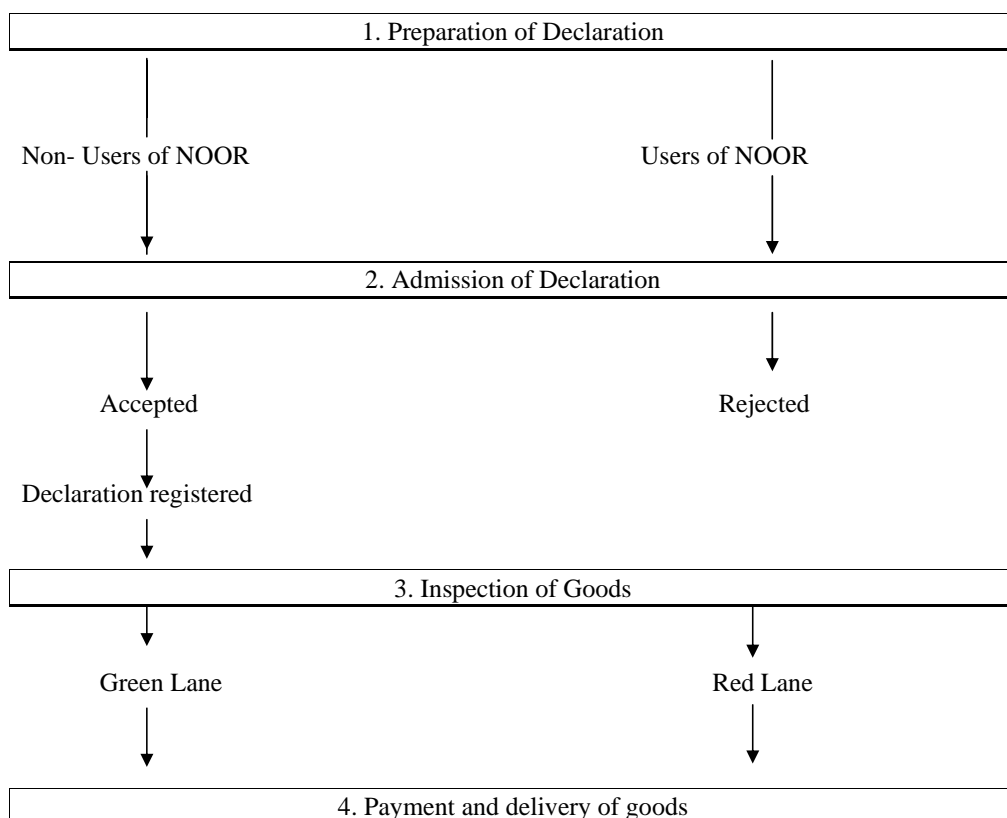 1. Preparation of Declaration
Non- Users of NOOR
Users of NOOR
2. Admission of Declaration
Accepted
Rejected
Declaration registered
3. Inspection of Goods
Green Lane
Red Lane
4. Payment and delivery of goods